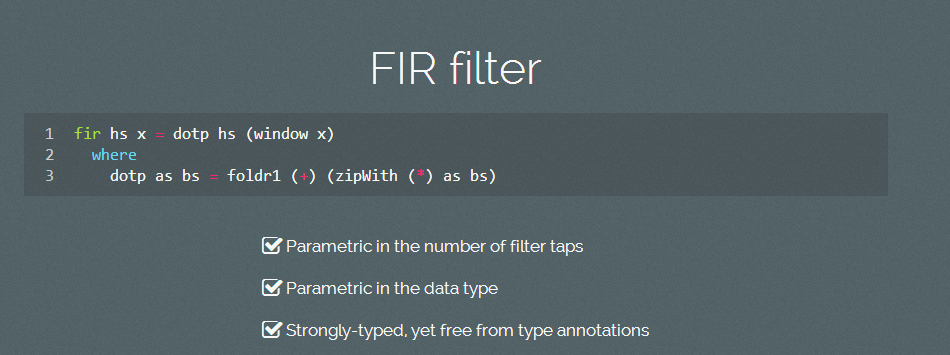 FIR filter
1 fir hs x = dotp hs (window x)
2   where
3     dotp as bs = foldr1 (+) (zipWith (*) as bs)
Parametric in the number of filter taps
Parametric in the data type
Strongly-typed, yet free from type annotations